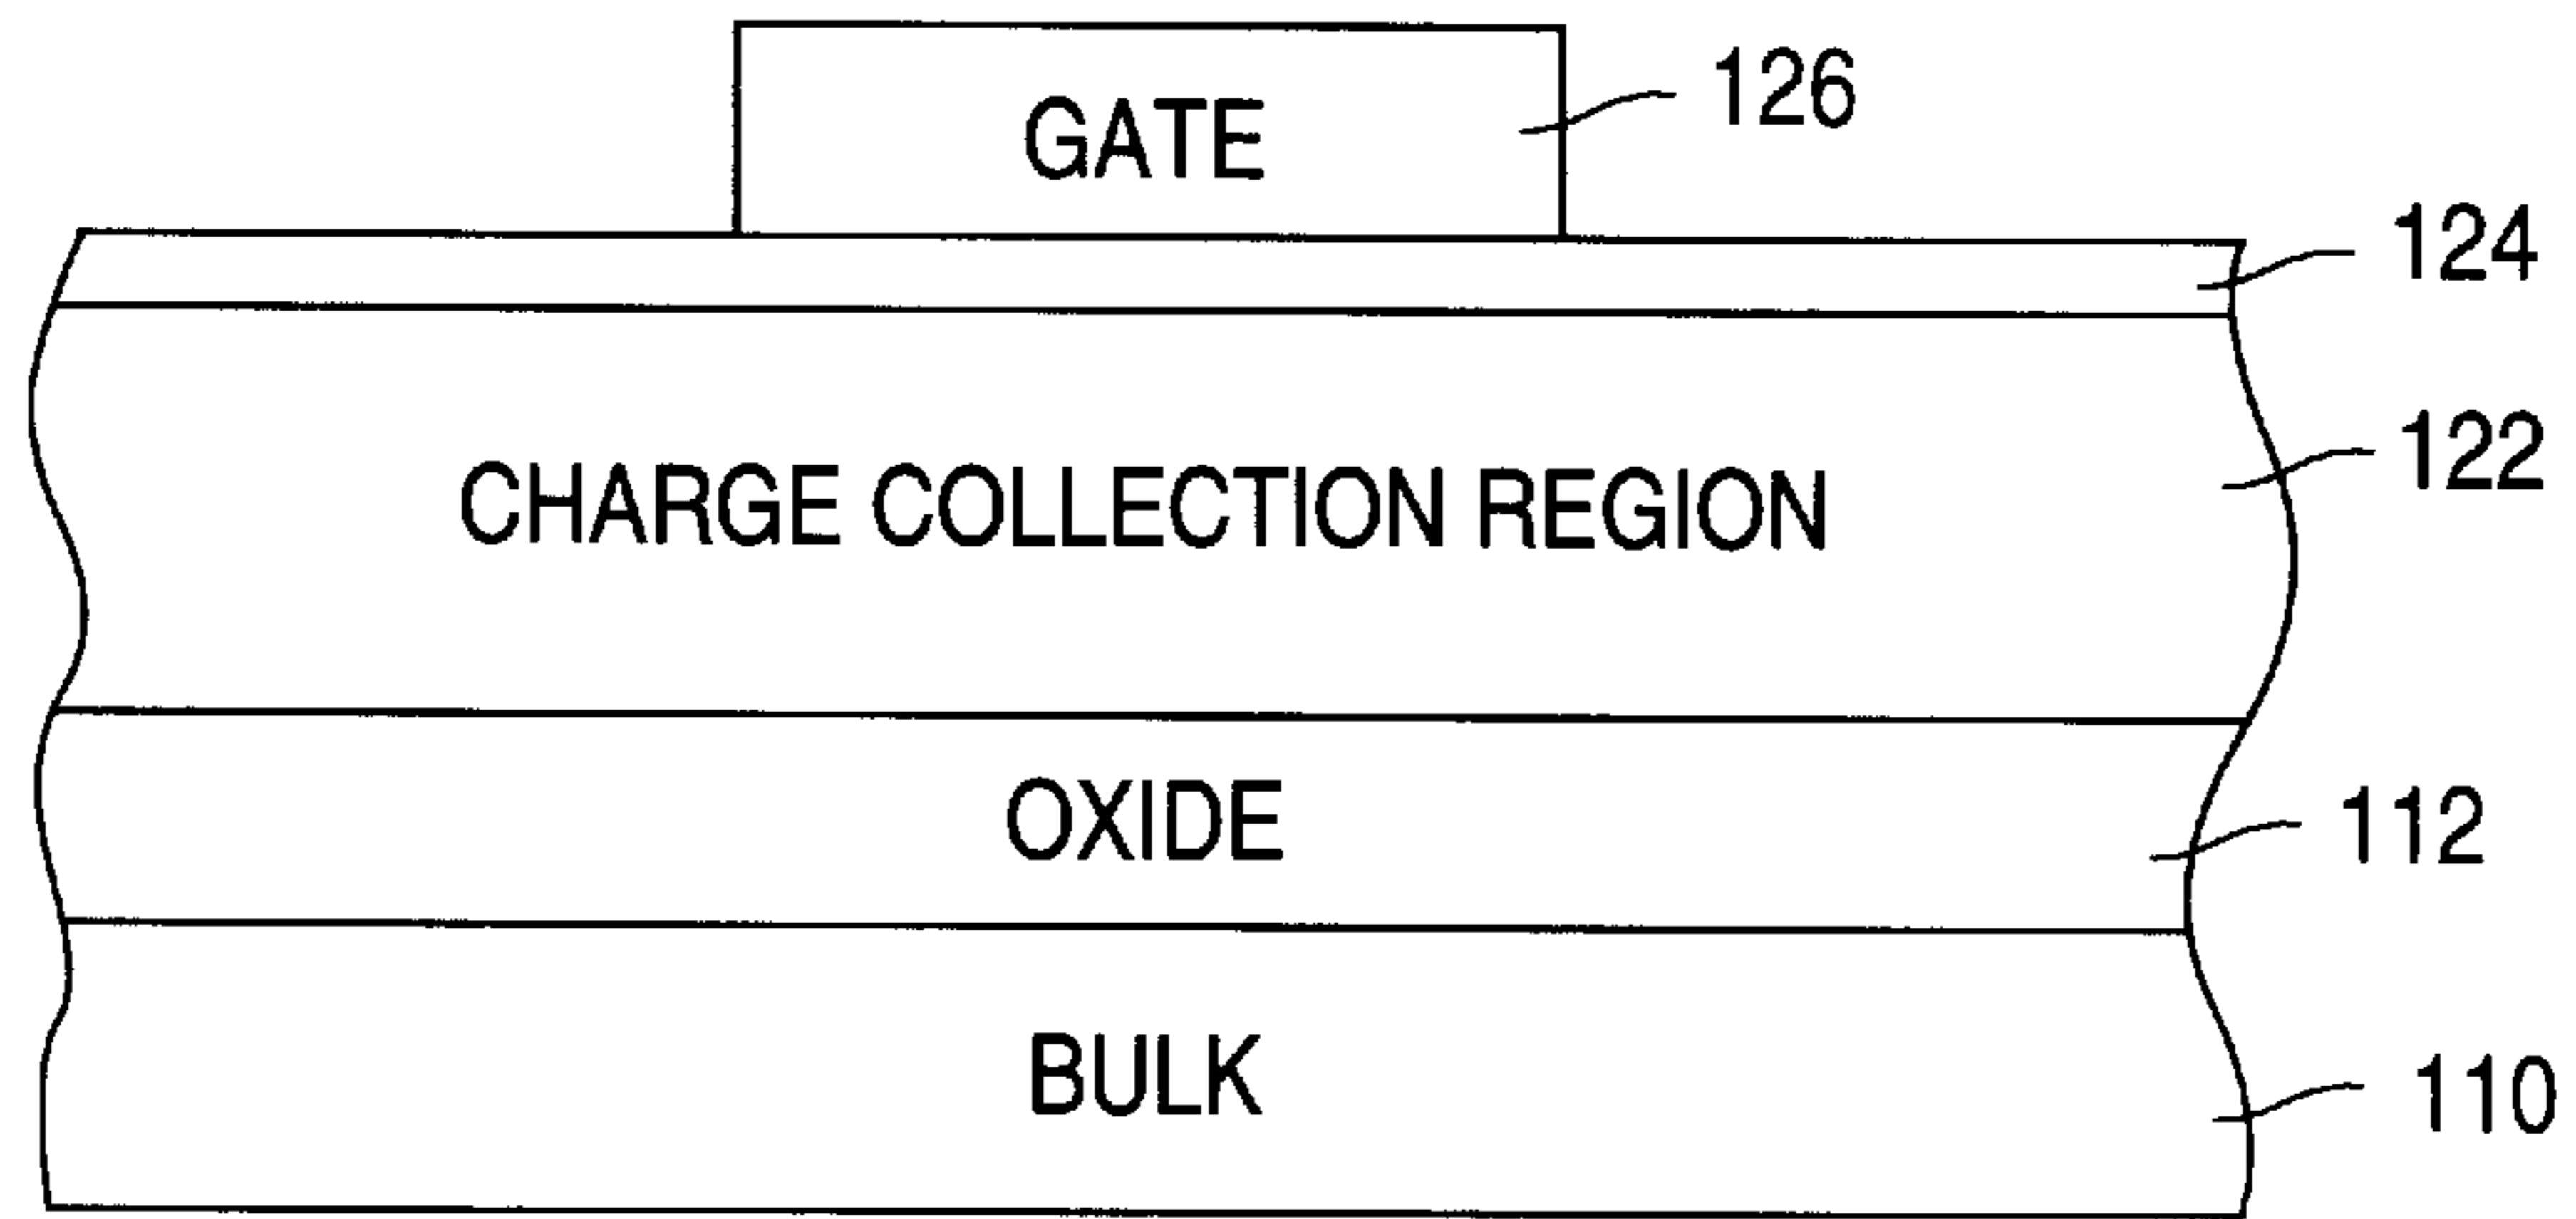 GATE
126
124
122
CHARGE COLLECTION REGION
OXIDE
112
BULK
110